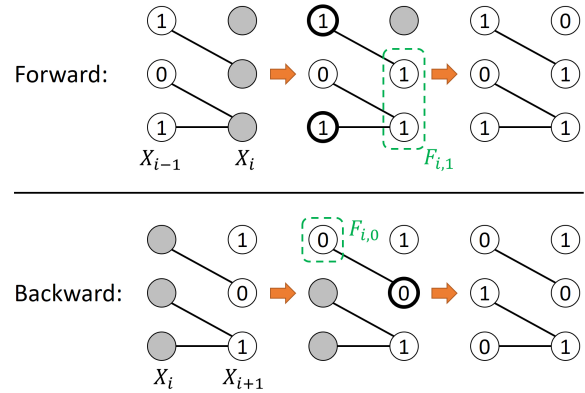 1 1 1 0
Forward: 0 0 1 0 1
1 1 1 1 1
X_{i-1} X_i F_{i,1}
1 0 F_{i,0} 1 0 1
Backward: 0 0 1 0
1 1 0 1
X_i X_{i+1}